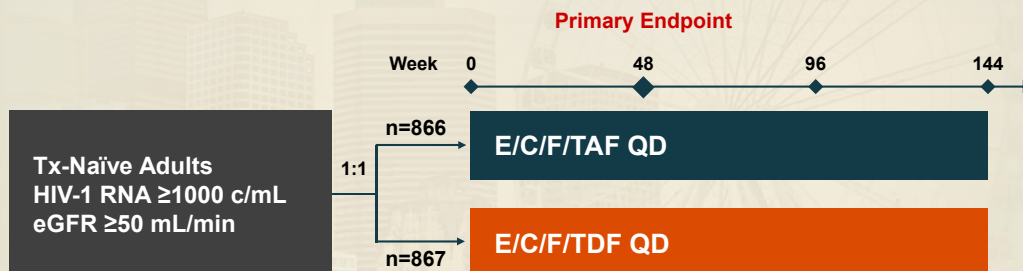 Primary Endpoint
Week 0 48 96 144
Tx-Naïve Adults
HIV-1 RNA ≥1000 c/mL
eGFR ≥50 mL/min
1:1
n=866
E/C/F/TAF QD
n=867
E/C/F/TDF QD